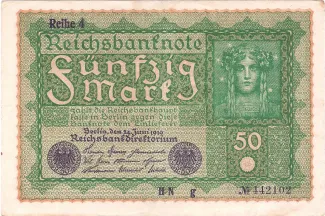 Reihe 4
Reichsbanknote
Fünfzig
Mark
zahlt die Reichsbankhaupt
kasse in Berlin gegen diese
Banknote dem Einlieferer
Berlin, den 24. Juni 1919
Reichsbankdirektorium
50
H·N g № 442102